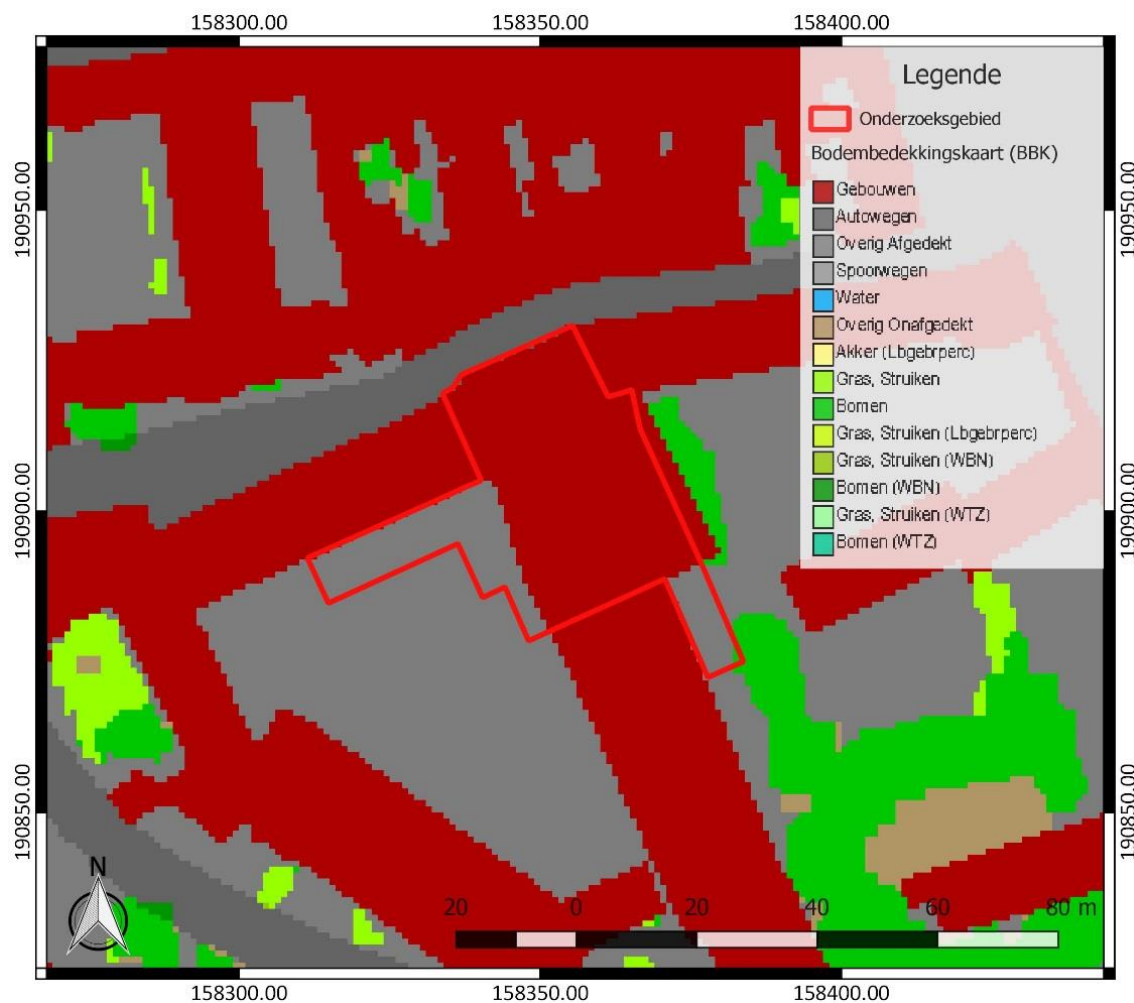 158300.00 158350.00 158400.00
Legende
Onderzoeksgebied
Bodembedekkingskaart (BBK)
Gebouwen
Autowegen
Overig Afgedekt
Spoorwegen
Water
Overig Onafgedekt
Akker (Lbgebrperc)
Gras, Struiken
Bomen
Gras, Struiken (Lbgebrperc)
Gras, Struiken (WBN)
Bomen (WBN)
Gras, Struiken (WTZ)
Bomen (WTZ)
190950.00 190950.00
190900.00 190900.00
190850.00 190850.00
N
20 0 20 40 60 80 m
158300.00 158350.00 158400.00